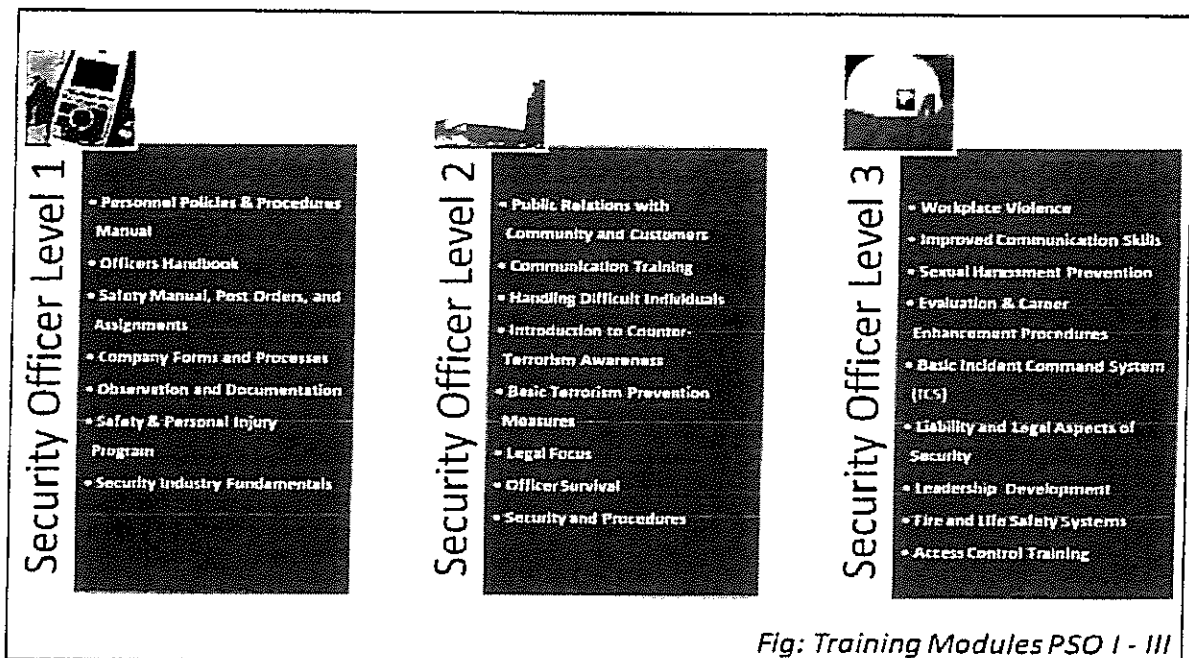 Security Officer Level 1
• Personnel Policies & Procedures
Manual
• Officers Handbook
• Safety Manual, Post Orders, and
Assignments
• Company Forms and Processes
• Observation and Documentation
• Safety & Personal Injury
Program
• Security Industry Fundamentals
Security Officer Level 2
• Public Relations with
Community and Customers
• Communication Training
• Handling Difficult Individuals
• Introduction to Counter-
Terrorism Awareness
• Basic Terrorism Prevention
Measures
• Legal Focus
• Officer Survival
• Security and Procedures
Security Officer Level 3
• Workplace Violence
• Improved Communication Skills
• Sexual Harassment Prevention
• Evaluation & Career
Enhancement Procedures
• Basic Incident Command System
(ICS)
• Liability and Legal Aspects of
Security
• Leadership Development
• Fire and Life Safety Systems
• Access Control Training
Fig: Training Modules PSO I - III